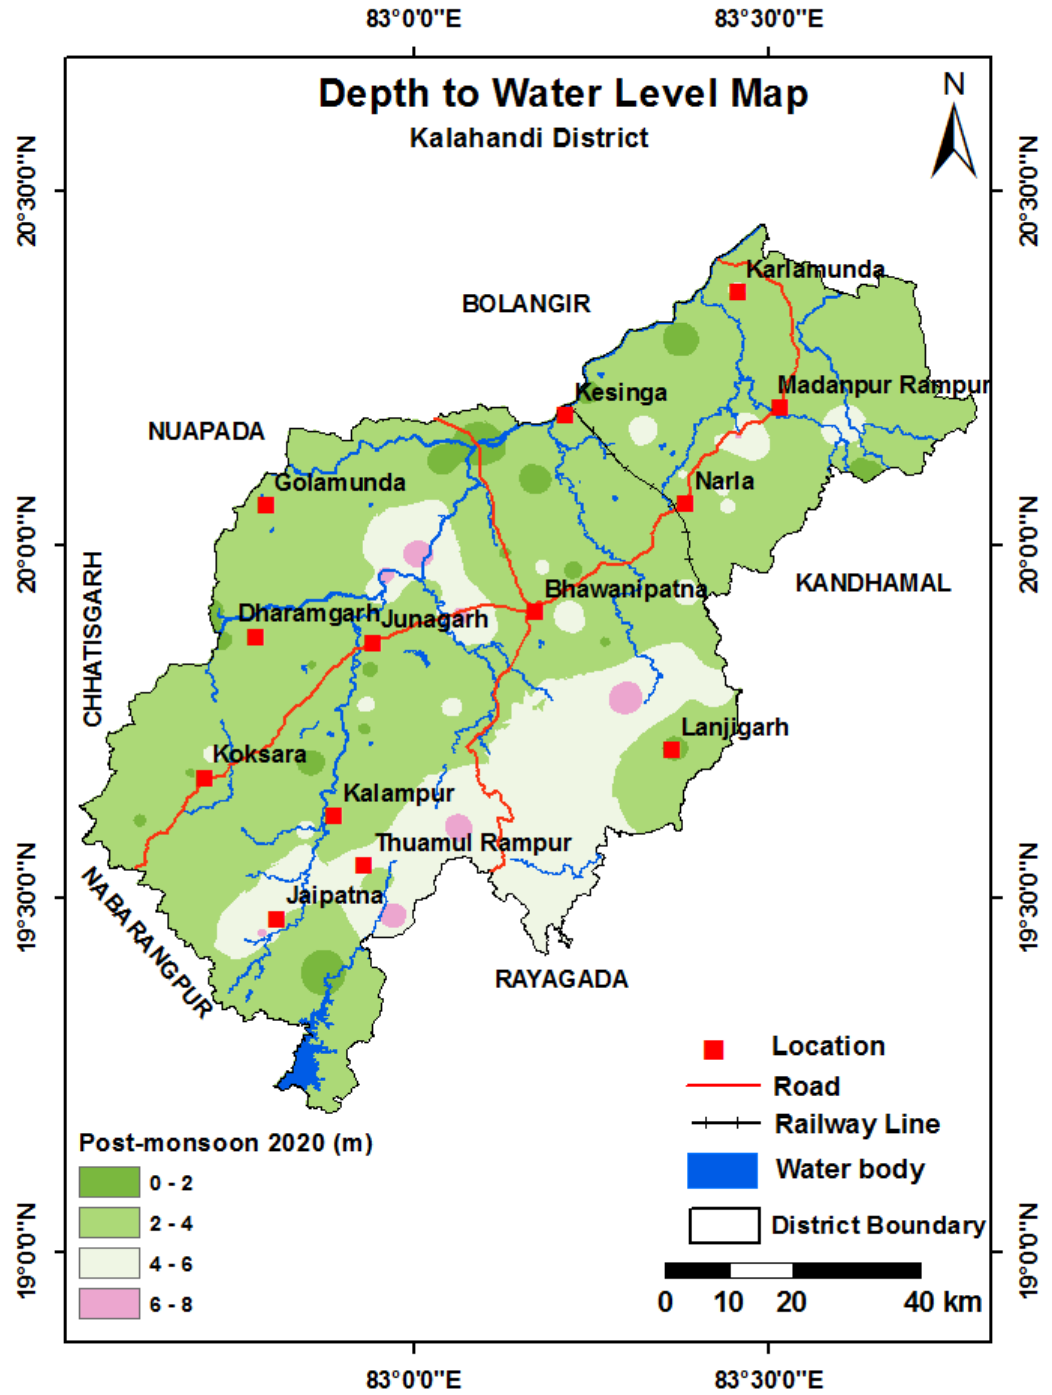 83°0'0"E
83°30'0"E
Depth to Water Level Map
Kalahandi District
N
20°30'0"N
20°30'0"N
Karlamunda
BOLANGIR
Madanpur Rampur
Kesinga
NUAPADA
Narla
Golamunda
20°0'0"N
20°0'0"N
KANDHAMAL
Bhawanipatna
Dharamgarh
Junagarh
CHHATISGARH
Lanjigarh
Koksara
Kalampur
Thuamul Rampur
Jaipatna
19°30'0"N
19°30'0"N
NABARANGPUR
RAYAGADA
Location
Road
Railway Line
Water body
District Boundary
Post-monsoon 2020 (m)
0 - 2
2 - 4
4 - 6
6 - 8
19°0'0"N
19°0'0"N
0 10 20 40 km
83°0'0"E
83°30'0"E